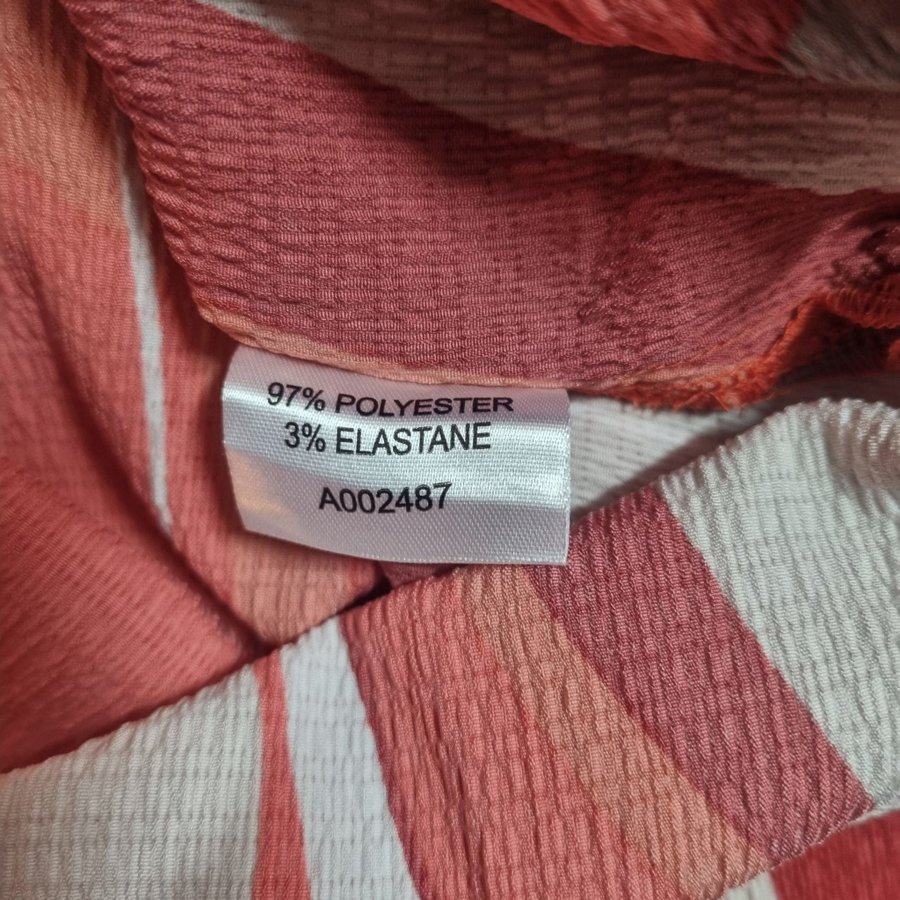 97% POLYESTER
3% ELASTANE
A002487